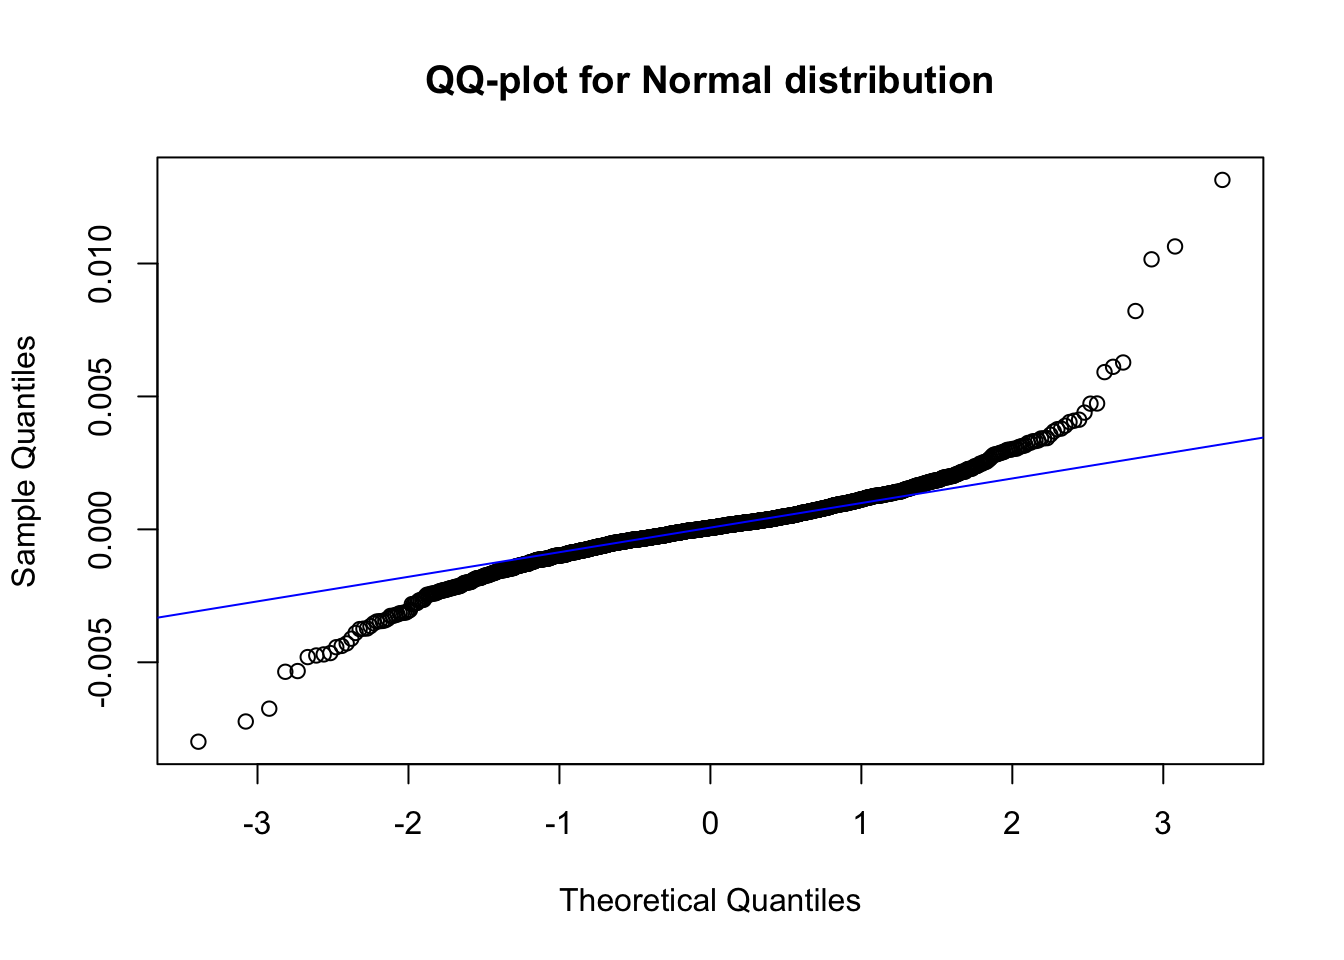 QQ-plot for Normal distribution
Sample Quantiles
0.010
0.005
0.000
-0.005
-3 -2 -1 0 1 2 3
Theoretical Quantiles